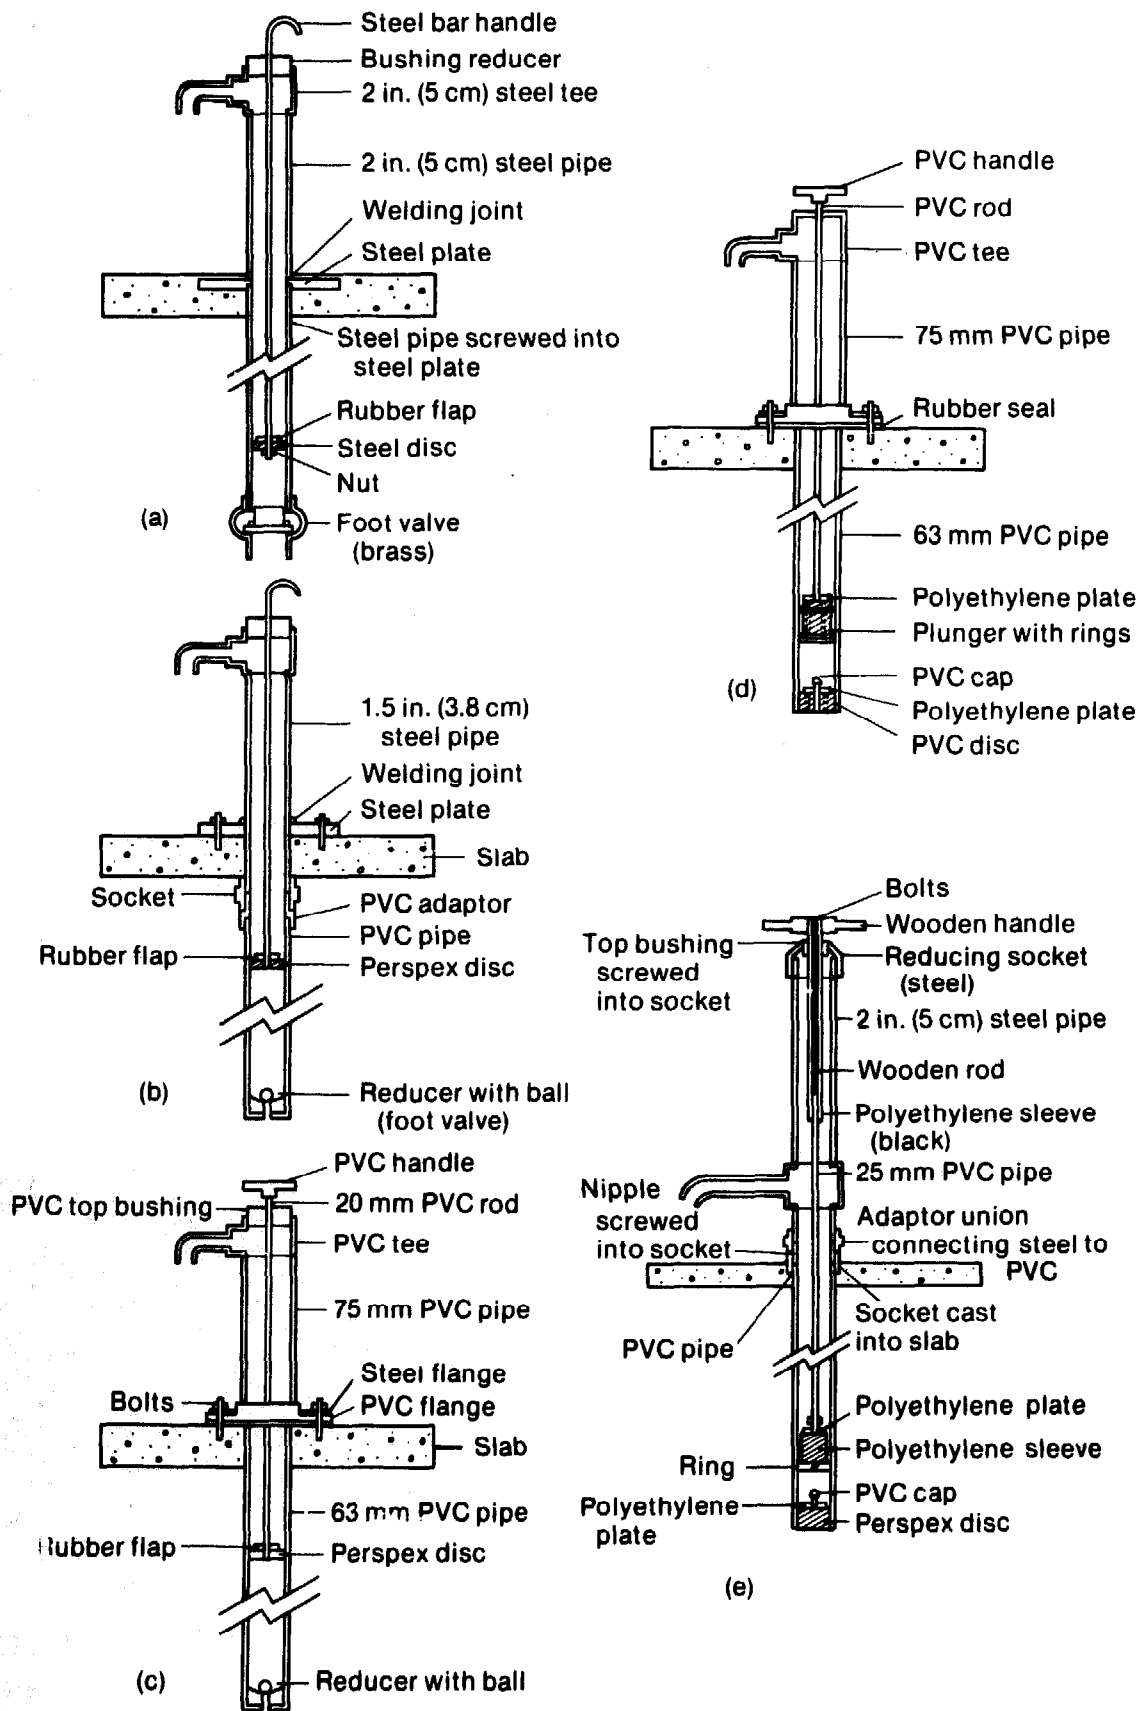 Steel bar handle
Bushing reducer
2 in. (5 cm) steel tee
2 in. (5 cm) steel pipe
Welding joint
Steel plate
Steel pipe screwed into
steel plate
Rubber flap
Steel disc
Nut
Foot valve
(brass)
(a)
1.5 in. (3.8 cm)
steel pipe
Welding joint
Steel plate
Slab
Socket
PVC adaptor
PVC pipe
Rubber flap
Perspex disc
Reducer with ball
(foot valve)
(b)
PVC handle
20 mm PVC rod
PVC top bushing
PVC tee
75 mm PVC pipe
Steel flange
Bolts
PVC flange
Slab
63 mm PVC pipe
Rubber flap
Perspex disc
Reducer with ball
(c)
PVC handle
PVC rod
PVC tee
75 mm PVC pipe
Rubber seal
63 mm PVC pipe
Polyethylene plate
Plunger with rings
PVC cap
Polyethylene plate
PVC disc
(d)
Bolts
Wooden handle
Top bushing
screwed
into socket
Reducing socket
(steel)
2 in. (5 cm) steel pipe
Wooden rod
Polyethylene sleeve
(black)
25 mm PVC pipe
Nipple
screwed
into socket
Adaptor union
connecting steel to
PVC
Socket cast
into slab
PVC pipe
Polyethylene plate
Polyethylene sleeve
Ring
PVC cap
Polyethylene
plate
Perspex disc
(e)